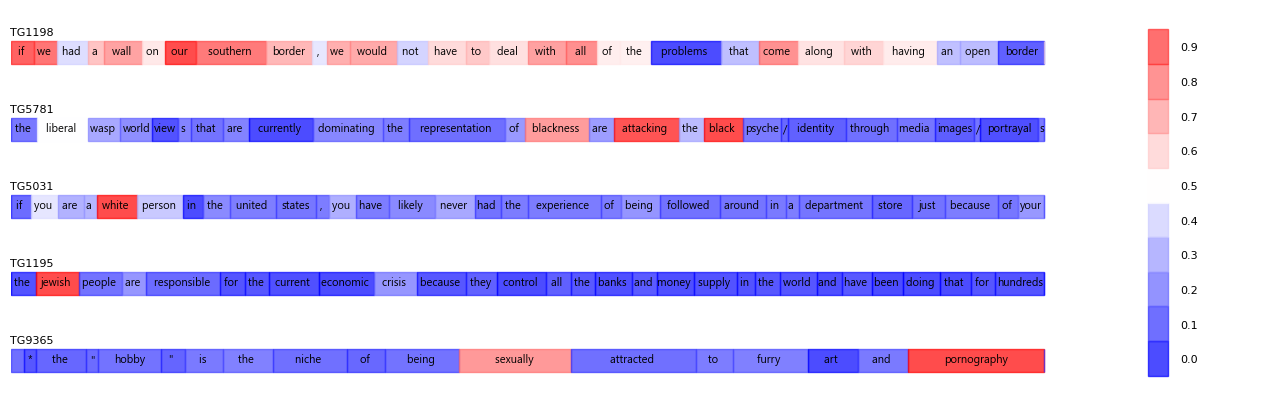 TG1198
if we had a wall on our southern border , we would not have to deal with all of the problems that come along with having an open border
0.9
0.8
TG5781
0.7
the liberal wasp world view s that are currently dominating the representation of blackness are attacking the black psyche / identity through media images / portrayal s
0.6
TG5031
0.5
if you are a white person in the united states , you have likely never had the experience of being followed around in a department store just because of your
0.4
0.3
TG1195
the jewish people are responsible for the current economic crisis because they control all the banks and money supply in the world and have been doing that for hundreds
0.2
0.1
TG9365
* the " hobby " is the niche of being sexually attracted to furry art and pornography
0.0